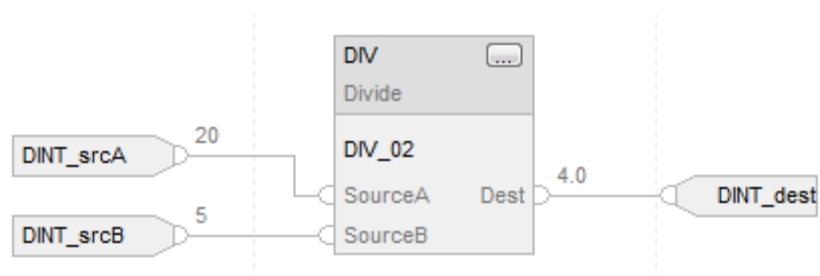 DIV ...
Divide
DIV_02
DINT_srcA 20
SourceA Dest 4.0 DINT_dest
DINT_srcB 5
SourceB